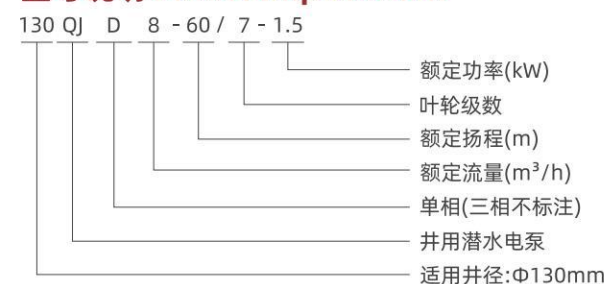 130 QJ D 8 - 60 / 7 - 1.5
额定功率(kW)
叶轮级数
额定扬程(m)
额定流量(m³/h)
单相(三相不标注)
井用潜水电泵
适用井径:Φ130mm